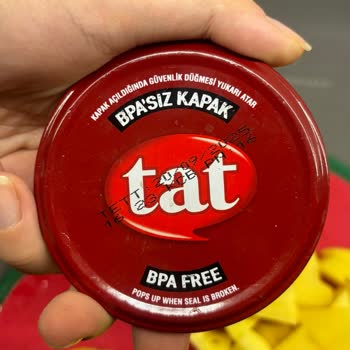 KAPAK AÇILDIĞINDA GÜVENLİK DÜĞMESİ YUKARI ATAR
BPA'SIZ KAPAK
tat
BPA FREE
POPS UP WHEN SEAL IS BROKEN.